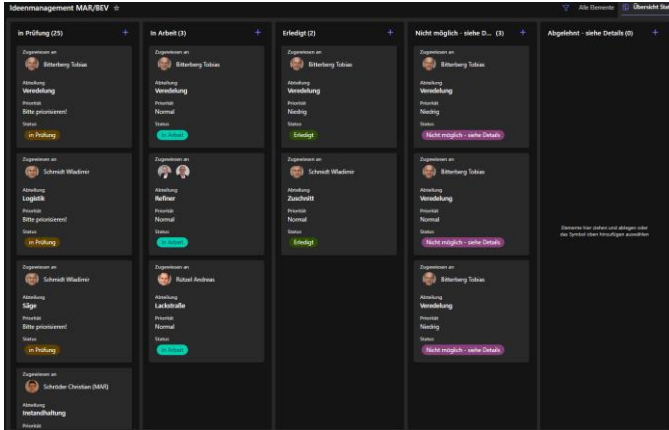 Ideenmanagement MAR/BEV
Alle Elemente
Übersicht Stat
in Prüfung (25)
Zugewiesen an
Bitterberg Tobias
Abteilung
Veredelung
Priorität
Bitte priorisieren!
Status
in Prüfung
Zugewiesen an
Schmidt Wladimir
Abteilung
Logistik
Priorität
Bitte priorisieren!
Status
in Prüfung
Zugewiesen an
Schmidt Wladimir
Abteilung
Säge
Priorität
Bitte priorisieren!
Status
in Prüfung
Zugewiesen an
Schröder Christian (MAR)
Abteilung
Instandhaltung
Priorität
In Arbeit (3)
Zugewiesen an
Bitterberg Tobias
Abteilung
Veredelung
Priorität
Normal
Status
In Arbeit
Zugewiesen an
Abteilung
Refiner
Priorität
Normal
Status
In Arbeit
Zugewiesen an
Rützel Andreas
Abteilung
Lackstraße
Priorität
Normal
Status
In Arbeit
Erledigt (2)
Zugewiesen an
Bitterberg Tobias
Abteilung
Veredelung
Priorität
Niedrig
Status
Erledigt
Zugewiesen an
Schmidt Wladimir
Abteilung
Zuschnitt
Priorität
Normal
Status
Erledigt
Nicht möglich - siehe D... (3)
Zugewiesen an
Bitterberg Tobias
Abteilung
Veredelung
Priorität
Niedrig
Status
Nicht möglich - siehe Details
Zugewiesen an
Bitterberg Tobias
Abteilung
Veredelung
Priorität
Normal
Status
Nicht möglich - siehe Details
Zugewiesen an
Bitterberg Tobias
Abteilung
Veredelung
Priorität
Niedrig
Status
Nicht möglich - siehe Details
Abgelehnt - siehe Details (0)
Elemente hier ziehen und ablegen oder
das Symbol oben hinzufügen auswählen